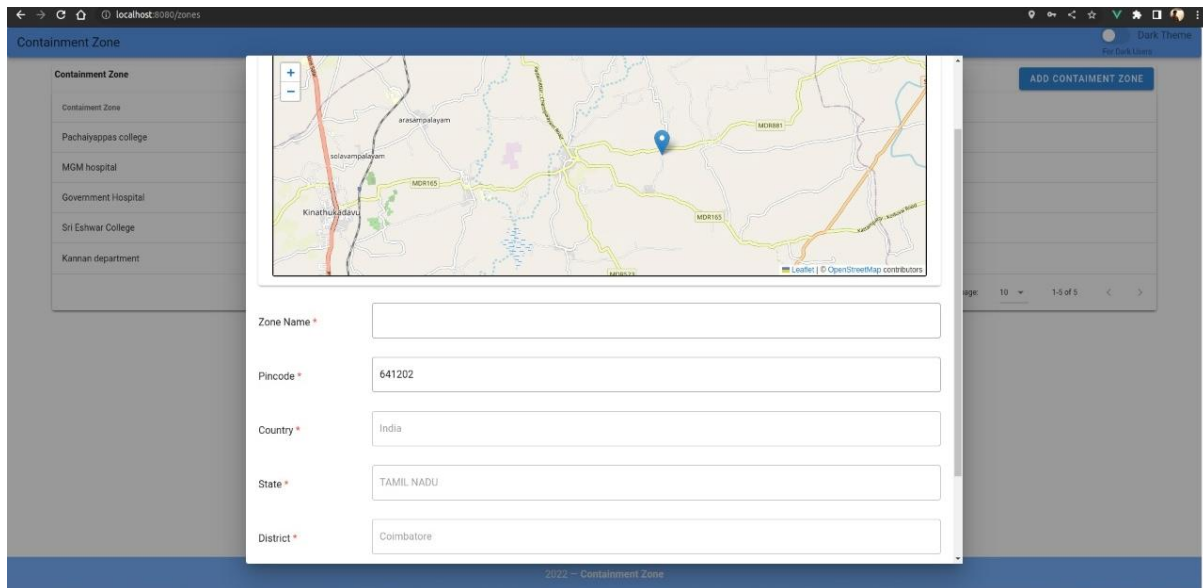 localhost:8080/zones
Containment Zone
Dark Theme
For Dark Users
Containment Zone
ADD CONTAIMENT ZONE
Contaiment Zone
Pachaiyappas college
MGM hospital
Government Hospital
Sri Eshwar College
Kannan department
page: 10 1-5 of 5
+
−
arasampalayam
solavampalayam
MDR165
Kinathukadavu
MDR881
MDR165
Leaflet | © OpenStreetMap contributors
Zone Name *
Pincode * 641202
Country * India
State * TAMIL NADU
District * Coimbatore
2022 — Containment Zone